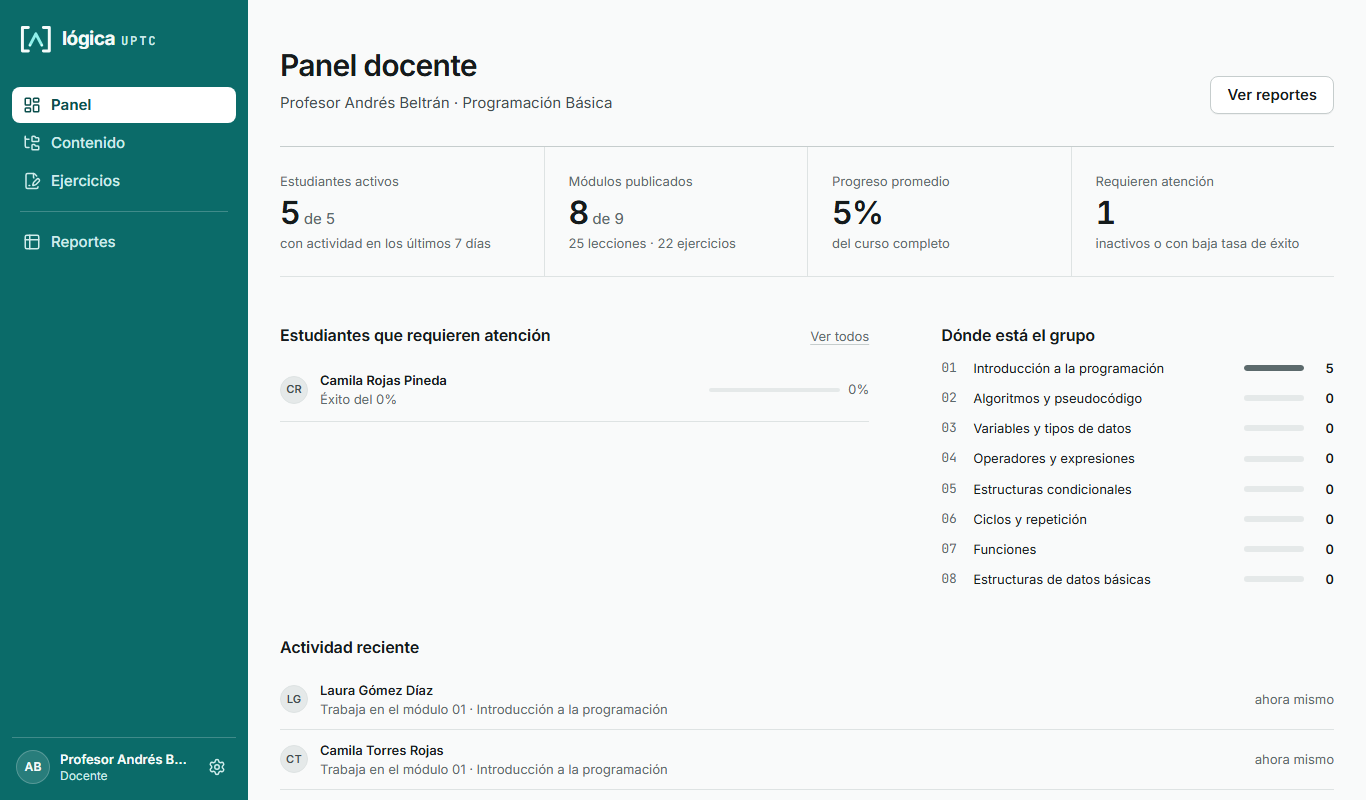 lógica UPTC
Panel
Contenido
Ejercicios
Reportes
AB
Profesor Andrés B...
Docente
Panel docente
Profesor Andrés Beltrán · Programación Básica
Ver reportes
Estudiantes activos
5 de 5
con actividad en los últimos 7 días
Módulos publicados
8 de 9
25 lecciones · 22 ejercicios
Progreso promedio
5%
del curso completo
Requieren atención
1
inactivos o con baja tasa de éxito
Estudiantes que requieren atención
Ver todos
CR
Camila Rojas Pineda
Éxito del 0%
0%
Dónde está el grupo
01 Introducción a la programación 5
02 Algoritmos y pseudocódigo 0
03 Variables y tipos de datos 0
04 Operadores y expresiones 0
05 Estructuras condicionales 0
06 Ciclos y repetición 0
07 Funciones 0
08 Estructuras de datos básicas 0
Actividad reciente
LG
Laura Gómez Díaz
Trabaja en el módulo 01 · Introducción a la programación
ahora mismo
CT
Camila Torres Rojas
Trabaja en el módulo 01 · Introducción a la programación
ahora mismo